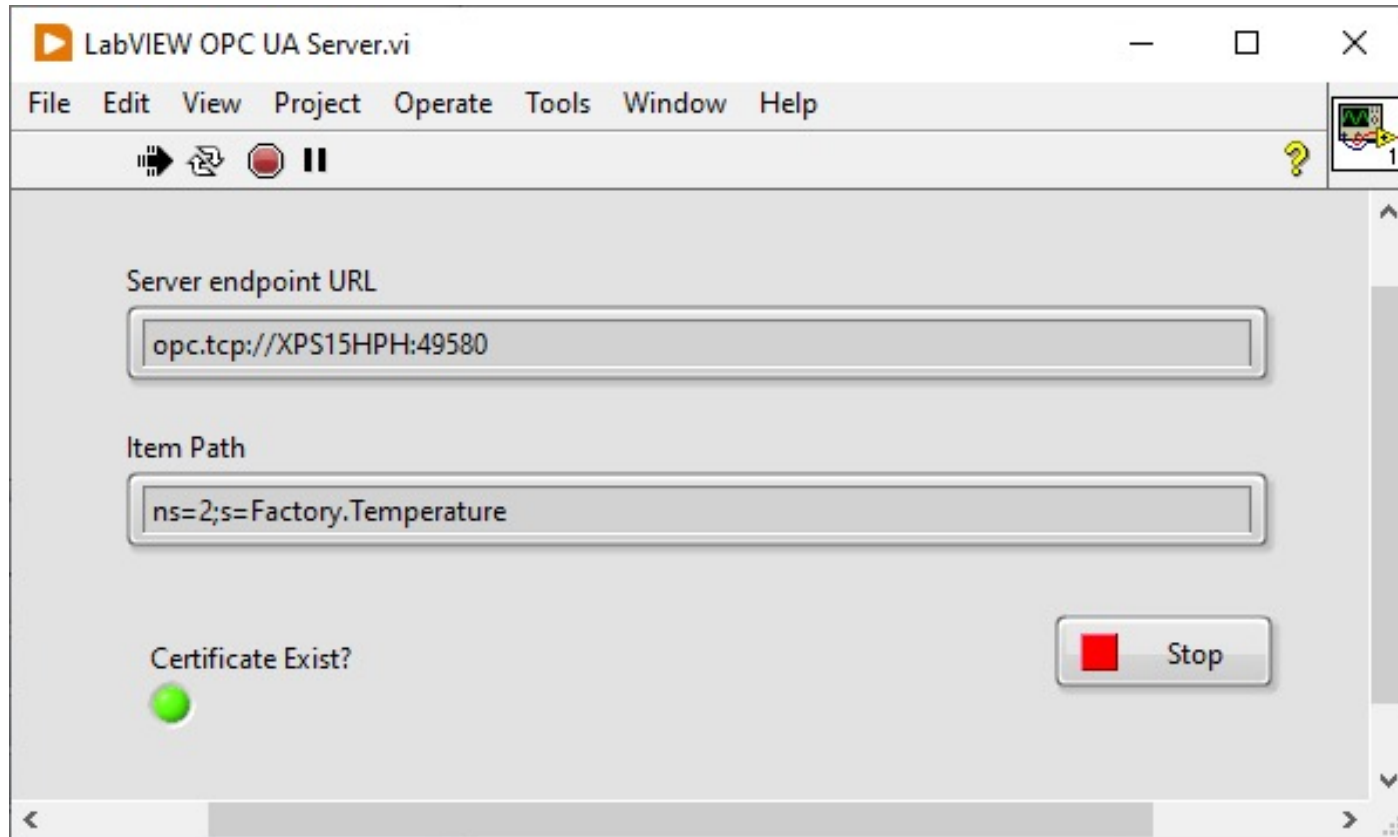 LabVIEW OPC UA Server.vi
File Edit View Project Operate Tools Window Help
?
1
Server endpoint URL
opc.tcp://XPS15HPH:49580
Item Path
ns=2;s=Factory.Temperature
Certificate Exist?
Stop